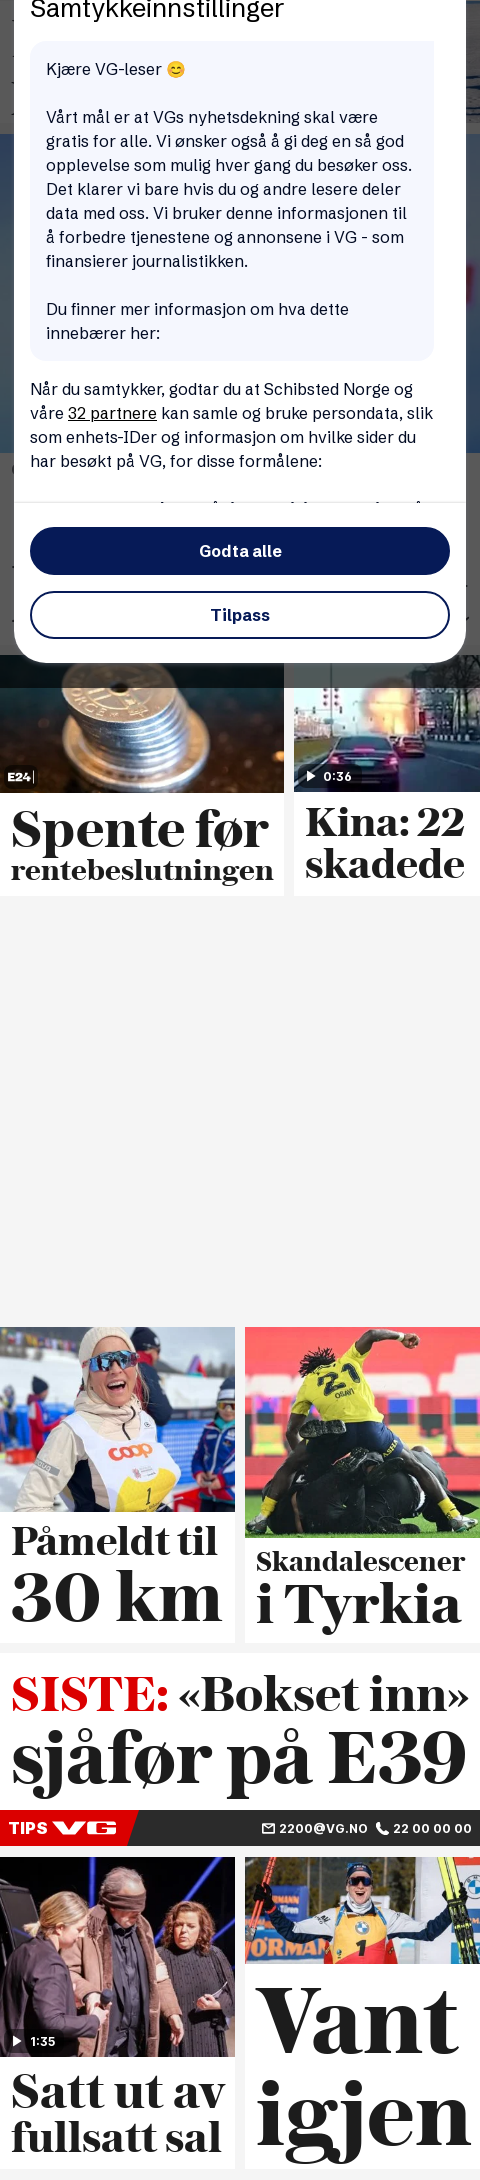 Samtykkeinnstillinger
Kjære VG-leser 😊
Vårt mål er at VGs nyhetsdekning skal være
gratis for alle. Vi ønsker også å gi deg en så god
opplevelse som mulig hver gang du besøker oss.
Det klarer vi bare hvis du og andre lesere deler
data med oss. Vi bruker denne informasjonen til
å forbedre tjenestene og annonsene i VG - som
finansierer journalistikken.
Du finner mer informasjon om hva dette
innebærer her:
Når du samtykker, godtar du at Schibsted Norge og
våre 32 partnere kan samle og bruke persondata, slik
som enhets-IDer og informasjon om hvilke sider du
har besøkt på VG, for disse formålene:
Godta alle
Tilpass
E24
0:36
Spente før
rentebeslutningen
Kina: 22
skadede
coop
1
21
OSAYI
Påmeldt til
30 km
Skandalescener
i Tyrkia
SISTE: «Bokset inn»
sjåfør på E39
TIPS VG
2200@VG.NO
22 00 00 00
1
1:35
Satt ut av
fullsatt sal
Vant
igjen